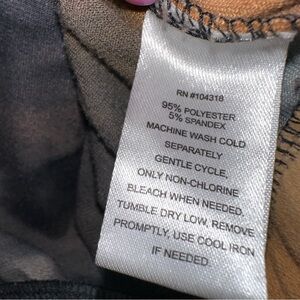 RN #104318
95% POLYESTER
5% SPANDEX
MACHINE WASH COLD
SEPARATELY
GENTLE CYCLE,
ONLY NON-CHLORINE
BLEACH WHEN NEEDED.
TUMBLE DRY LOW, REMOVE
PROMPTLY, USE COOL IRON
IF NEEDED.